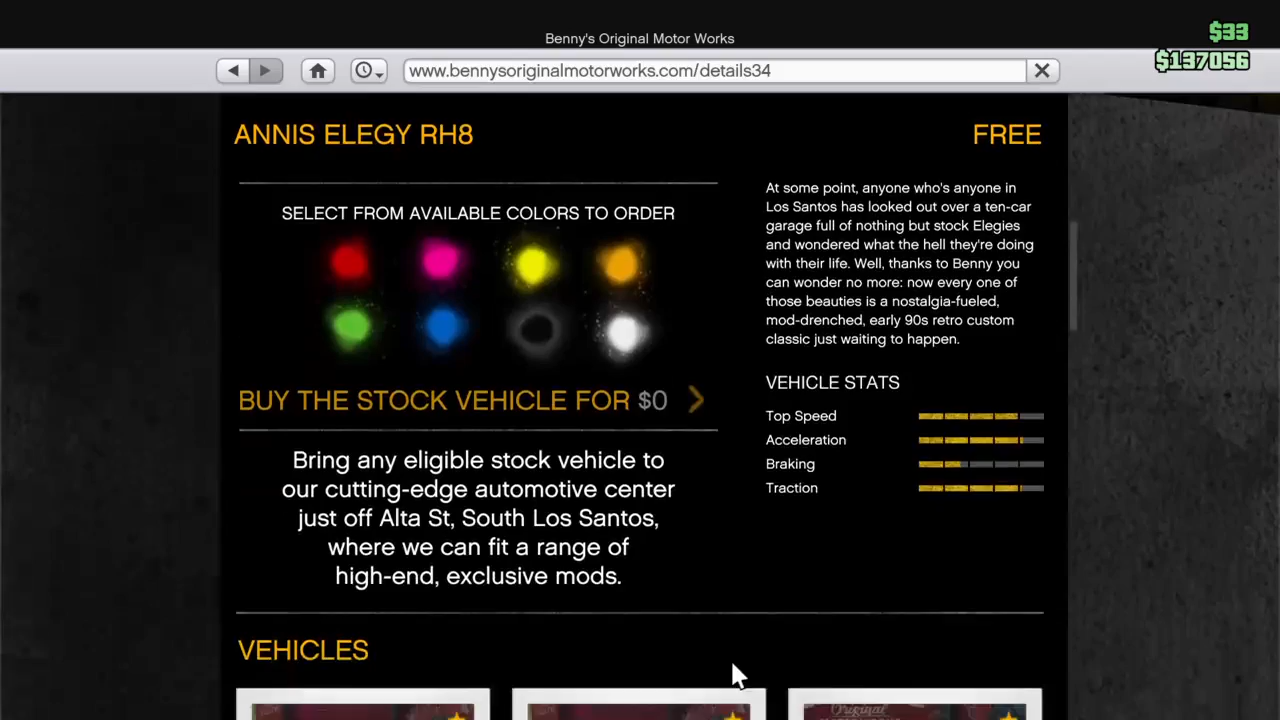 Benny's Original Motor Works
$33
$137056
www.bennysoriginalmotorworks.com/details34
ANNIS ELEGY RH8
FREE
SELECT FROM AVAILABLE COLORS TO ORDER
BUY THE STOCK VEHICLE FOR $0
Bring any eligible stock vehicle to
our cutting-edge automotive center
just off Alta St, South Los Santos,
where we can fit a range of
high-end, exclusive mods.
At some point, anyone who's anyone in
Los Santos has looked out over a ten-car
garage full of nothing but stock Elegies
and wondered what the hell they're doing
with their life. Well, thanks to Benny you
can wonder no more: now every one of
those beauties is a nostalgia-fueled,
mod-drenched, early 90s retro custom
classic just waiting to happen.
VEHICLE STATS
Top Speed
Acceleration
Braking
Traction
VEHICLES
Original